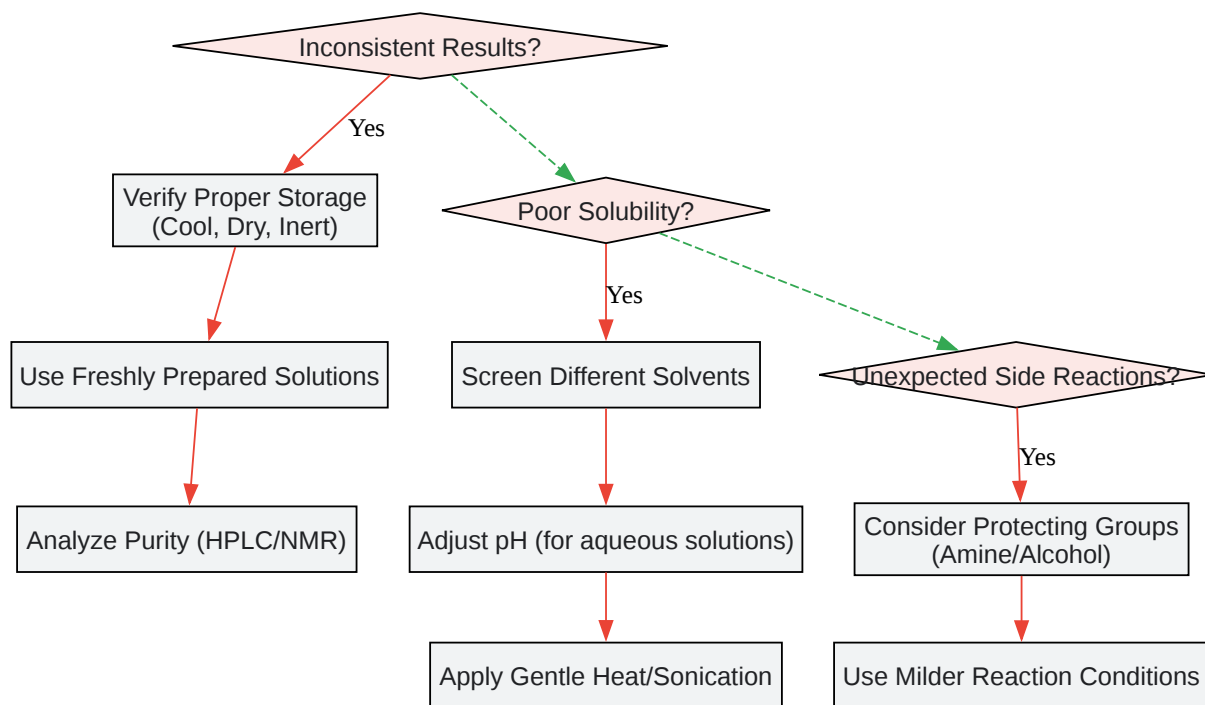 Inconsistent Results?
Yes
Verify Proper Storage
(Cool, Dry, Inert)
Poor Solubility?
Yes
Use Freshly Prepared Solutions
Screen Different Solvents
Unexpected Side Reactions?
Yes
Analyze Purity (HPLC/NMR)
Adjust pH (for aqueous solutions)
Consider Protecting Groups
(Amine/Alcohol)
Apply Gentle Heat/Sonication
Use Milder Reaction Conditions